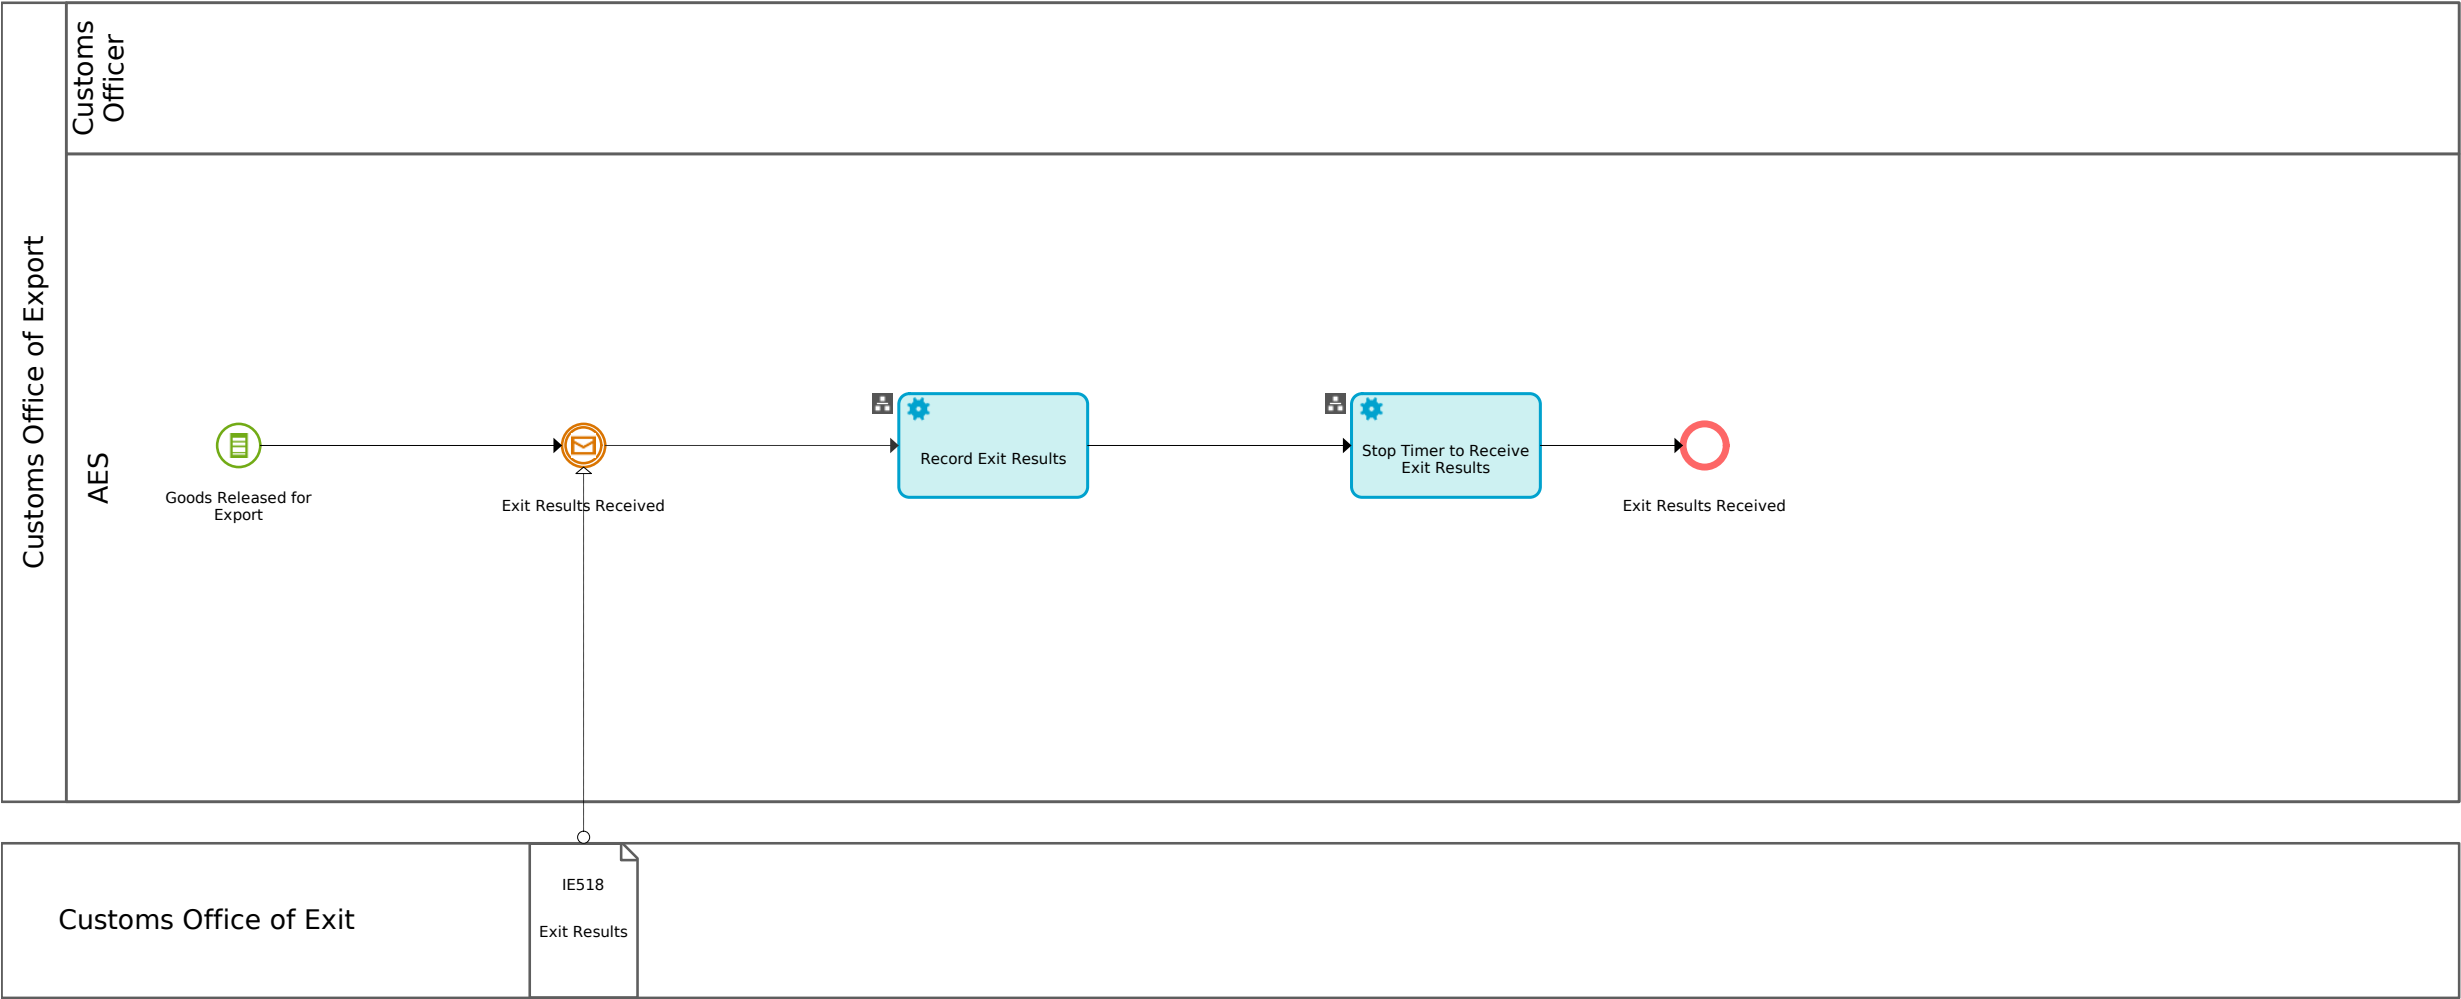 Customs
Officer
Customs Office of Export
AES
Goods Released for
Export
Exit Results Received
Record Exit Results
Stop Timer to Receive
Exit Results
Exit Results Received
Customs Office of Exit
IE518
Exit Results